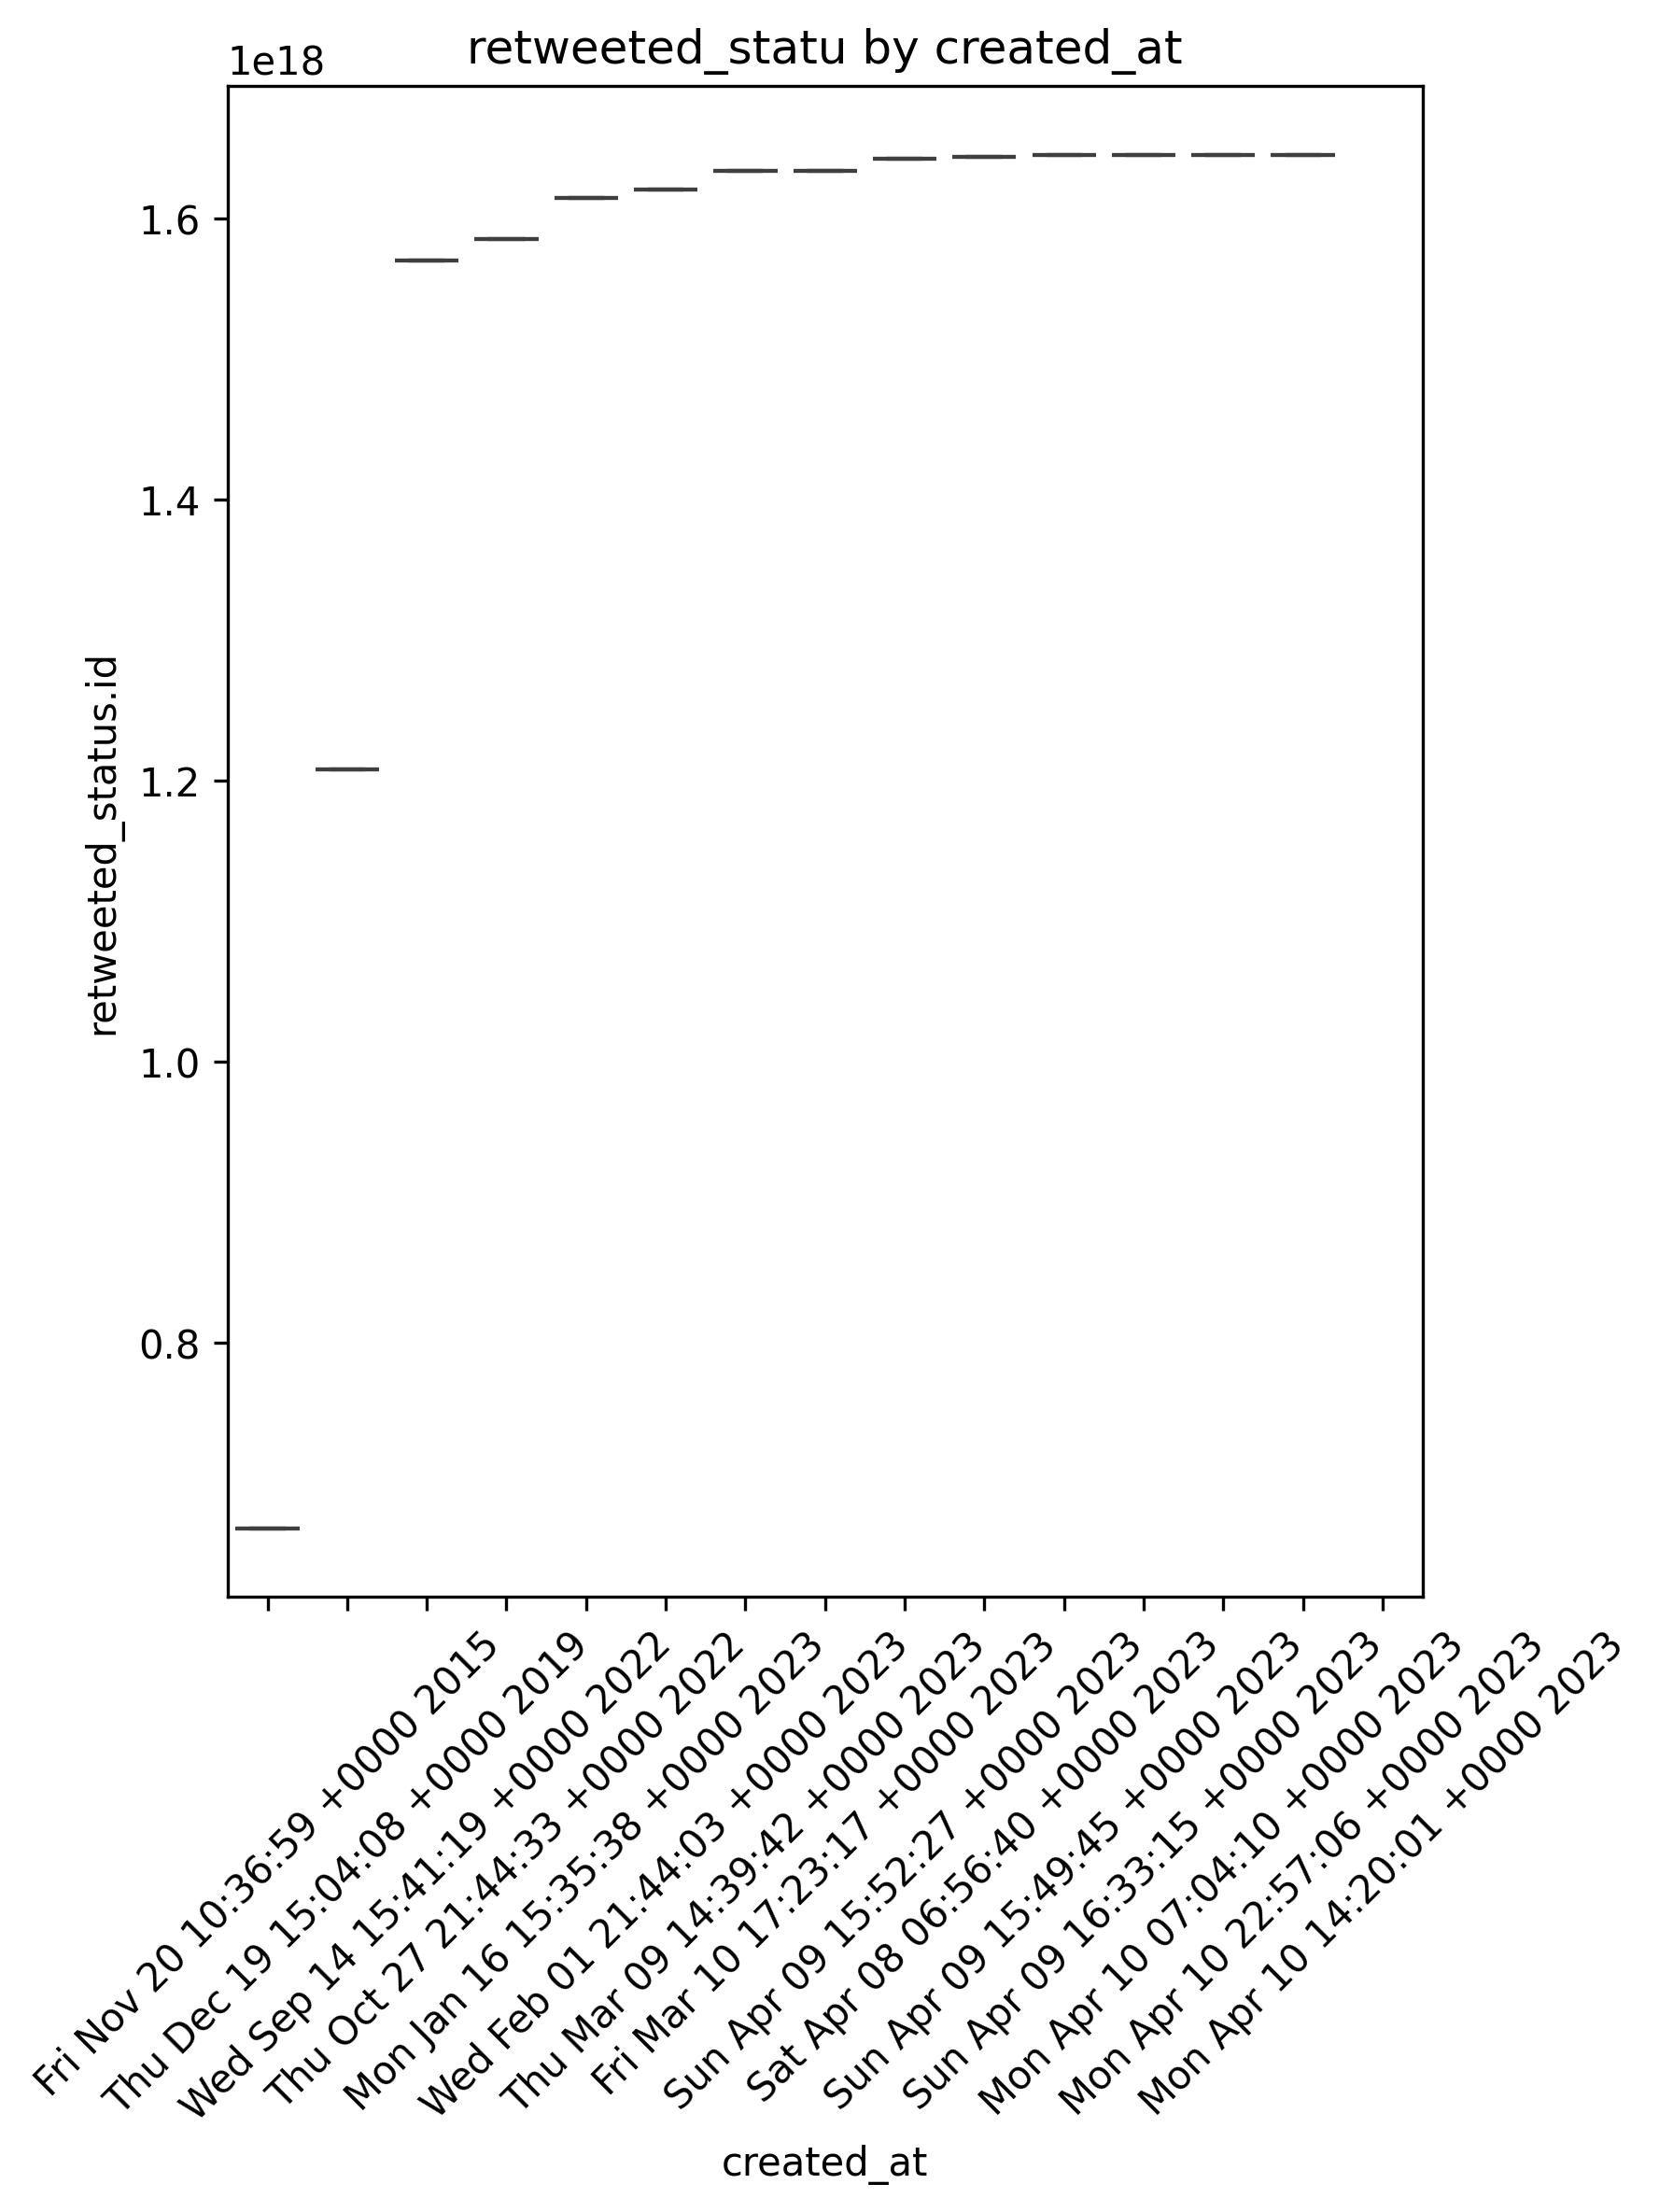 retweeted_statu by created_at
1e18
1.6
1.4
1.2
1.0
0.8
retweeted_status.id
Fri Nov 20 10:36:59 +0000 2015
Thu Dec 19 15:04:08 +0000 2019
Wed Sep 14 15:41:19 +0000 2022
Thu Oct 27 21:44:33 +0000 2022
Mon Jan 16 15:35:38 +0000 2023
Wed Feb 01 21:44:03 +0000 2023
Thu Mar 09 14:39:42 +0000 2023
Fri Mar 10 17:23:17 +0000 2023
Sun Apr 09 15:52:27 +0000 2023
Sat Apr 08 06:56:40 +0000 2023
Sun Apr 09 15:49:45 +0000 2023
Sun Apr 09 16:33:15 +0000 2023
Mon Apr 10 07:04:10 +0000 2023
Mon Apr 10 22:57:06 +0000 2023
Mon Apr 10 14:20:01 +0000 2023
created_at